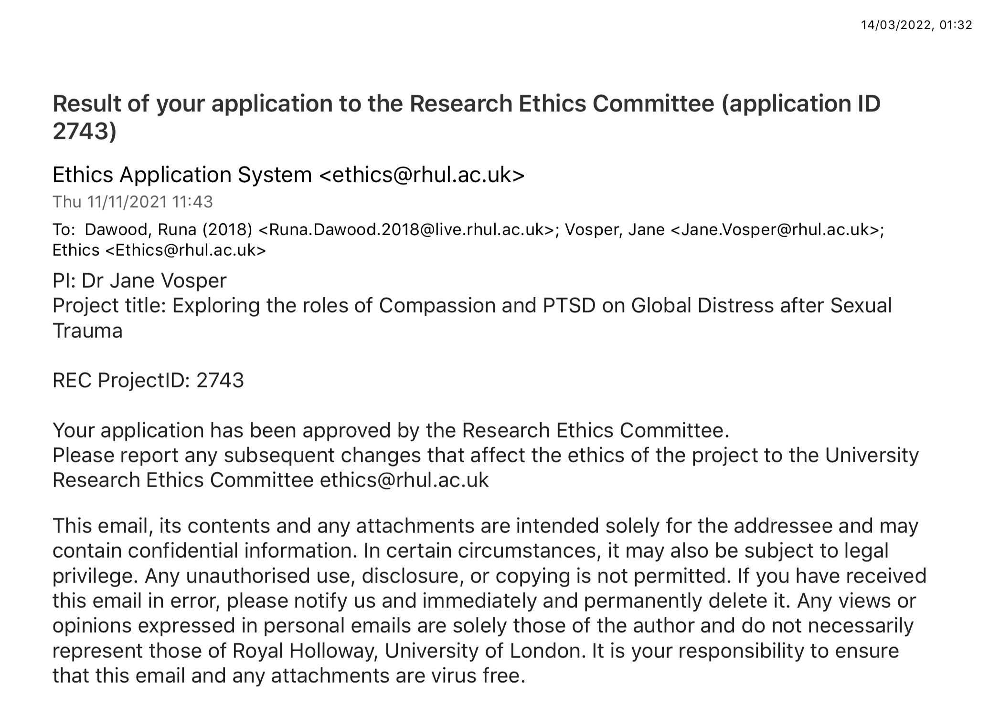 14/03/2022, 01:32
Result of your application to the Research Ethics Committee (application ID
2743)
Ethics Application System <ethics@rhul.ac.uk>
Thu 11/11/2021 11:43
To: Dawood, Runa (2018) <Runa.Dawood.2018@live.rhul.ac.uk>; Vosper, Jane <Jane.Vosper@rhul.ac.uk>;
Ethics <Ethics@rhul.ac.uk>
PI: Dr Jane Vosper
Project title: Exploring the roles of Compassion and PTSD on Global Distress after Sexual
Trauma
REC ProjectID: 2743
Your application has been approved by the Research Ethics Committee.
Please report any subsequent changes that affect the ethics of the project to the University
Research Ethics Committee ethics@rhul.ac.uk
This email, its contents and any attachments are intended solely for the addressee and may
contain confidential information. In certain circumstances, it may also be subject to legal
privilege. Any unauthorised use, disclosure, or copying is not permitted. If you have received
this email in error, please notify us and immediately and permanently delete it. Any views or
opinions expressed in personal emails are solely those of the author and do not necessarily
represent those of Royal Holloway, University of London. It is your responsibility to ensure
that this email and any attachments are virus free.